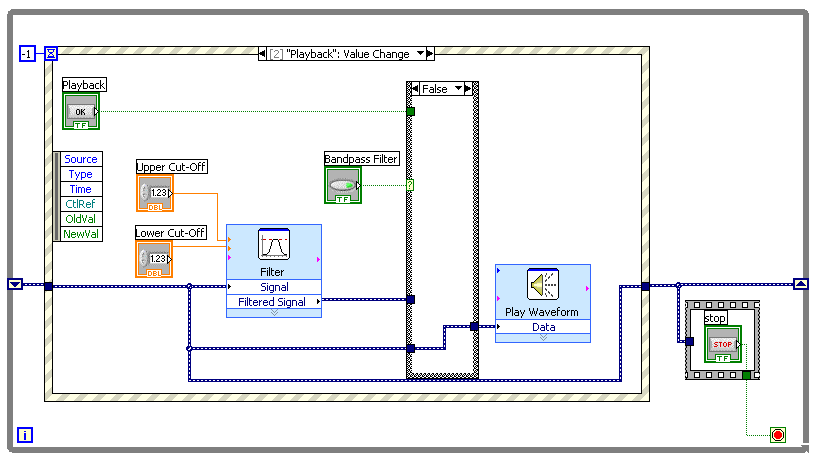 -1
[2] "Playback": Value Change
Playback
OK
TF
False
Source
Type
Time
CtlRef
OldVal
NewVal
Upper Cut-Off
1.23
DBL
Bandpass Filter
TF
?
Lower Cut-Off
1.23
DBL
Filter
Signal
Filtered Signal
Play Waveform
Data
stop
STOP
TF
i